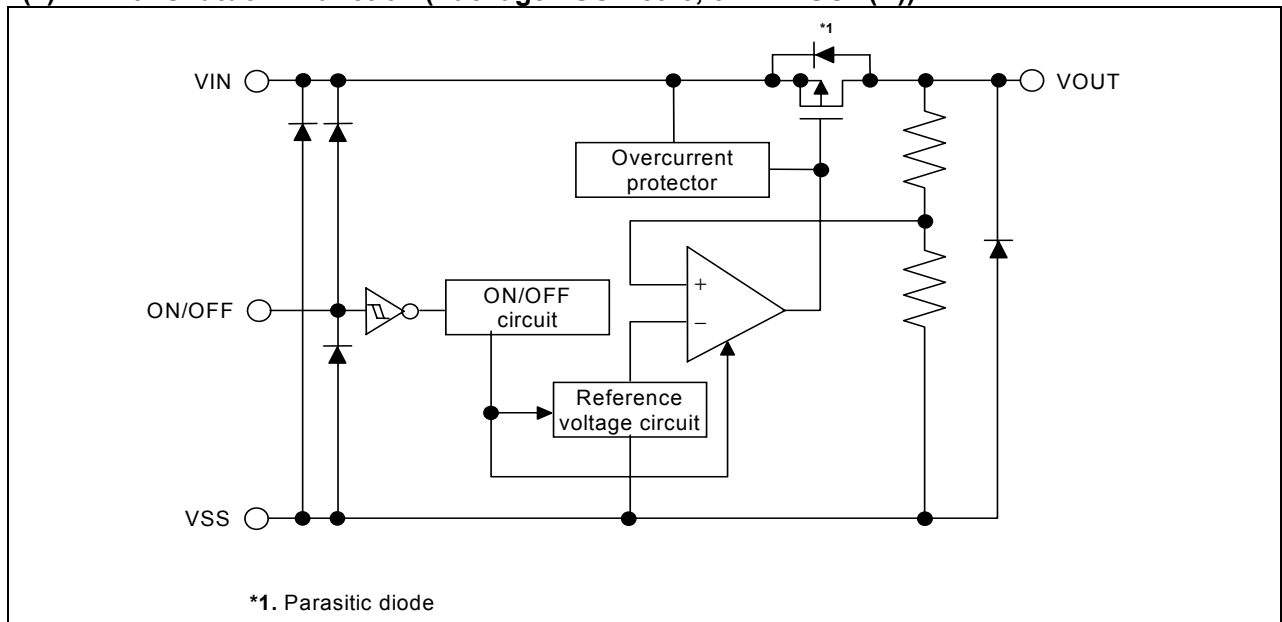 *1
VIN
VOUT
Overcurrent
protector
+
−
ON/OFF
ON/OFF
circuit
Reference
voltage circuit
VSS
*1. Parasitic diode